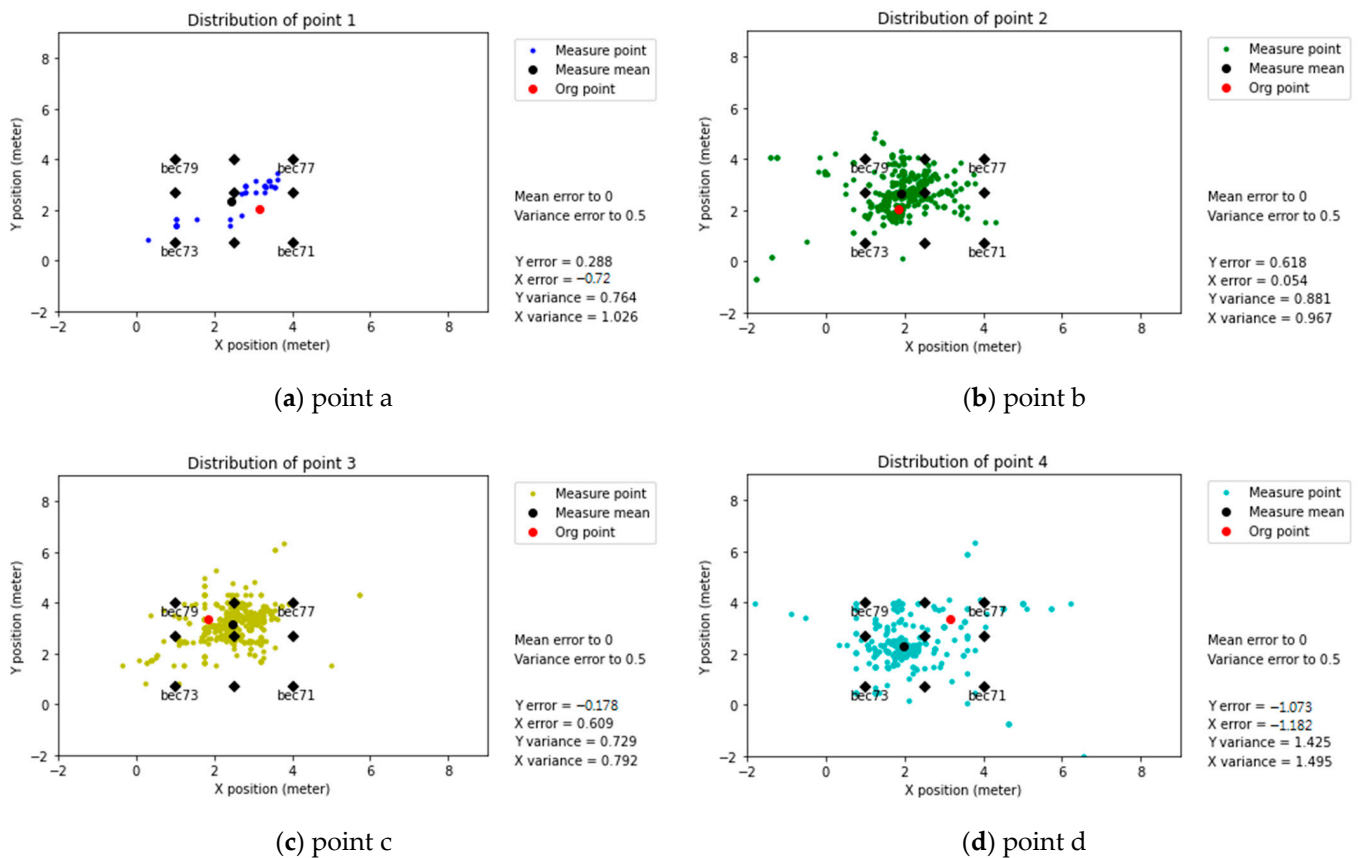 Distribution of point 1
8
6
4
2
0
−2
−2 0 2 4 6 8
Y position (meter)
X position (meter)
bec79 bec77
bec73 bec71
Measure point
Measure mean
Org point
Mean error to 0
Variance error to 0.5
Y error = 0.288
X error = −0.72
Y variance = 0.764
X variance = 1.026
(a) point a
Distribution of point 2
8
6
4
2
0
−2
−2 0 2 4 6 8
Y position (meter)
X position (meter)
bec79 bec77
bec73 bec71
Measure point
Measure mean
Org point
Mean error to 0
Variance error to 0.5
Y error = 0.618
X error = 0.054
Y variance = 0.881
X variance = 0.967
(b) point b
Distribution of point 3
8
6
4
2
0
−2
−2 0 2 4 6 8
Y position (meter)
X position (meter)
bec79 bec77
bec73 bec71
Measure point
Measure mean
Org point
Mean error to 0
Variance error to 0.5
Y error = −0.178
X error = 0.609
Y variance = 0.729
X variance = 0.792
(c) point c
Distribution of point 4
8
6
4
2
0
−2
−2 0 2 4 6 8
Y position (meter)
X position (meter)
bec79 bec77
bec73 bec71
Measure point
Measure mean
Org point
Mean error to 0
Variance error to 0.5
Y error = −1.073
X error = −1.182
Y variance = 1.425
X variance = 1.495
(d) point d